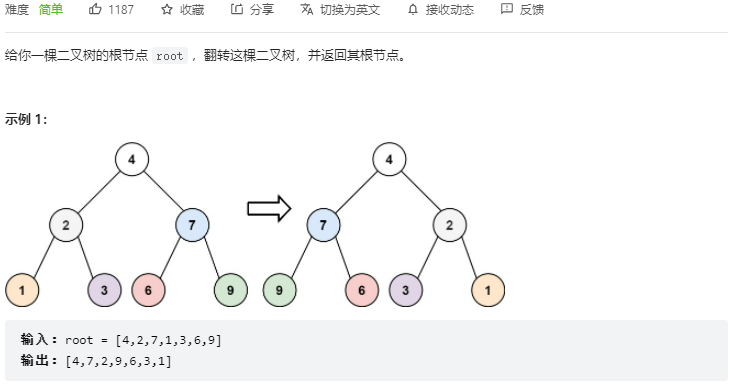 难度 简单 1187 收藏 分享 切换为英文 接收动态 反馈
给你一棵二叉树的根节点 root ，翻转这棵二叉树，并返回其根节点。
示例 1：
4 4
2 7 7 2
1 3 6 9 9 6 3 1
输入：root = [4,2,7,1,3,6,9]
输出：[4,7,2,9,6,3,1]